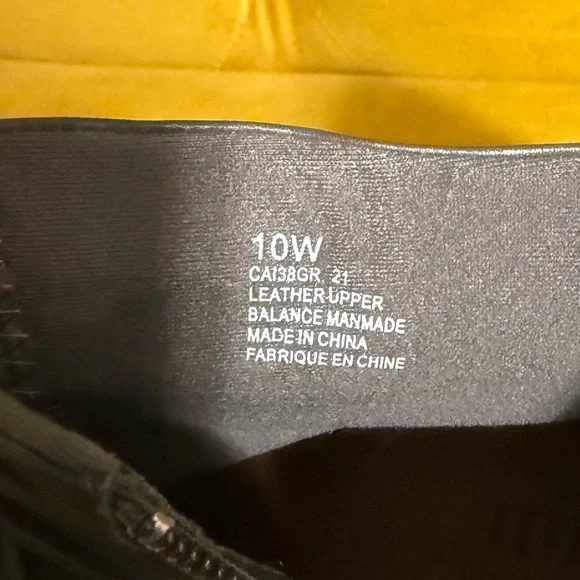 10W
CA138GR 21
LEATHER UPPER
BALANCE MANMADE
MADE IN CHINA
FABRIQUE EN CHINE